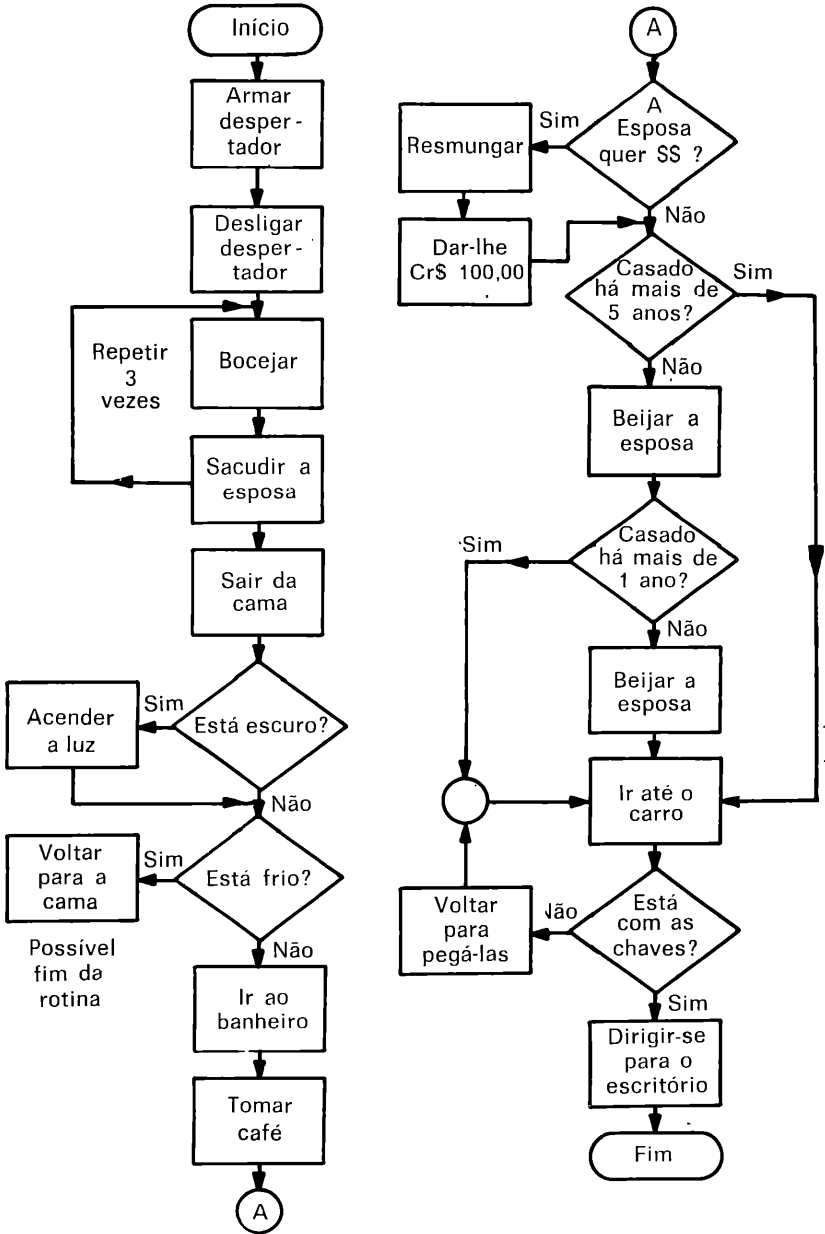 Início
Armar
desper-
tador
Desligar
desper-
tador
Repetir
3
vezes
Bocejar
Sacudir a
esposa
Sair da
cama
Está escuro?
Sim
Acender
a luz
Não
Está frio?
Sim
Voltar
para a
cama
Possível
fim da
rotina
Não
Ir ao
banheiro
Tomar
café
A
A
A
Esposa
quer $$ ?
Sim
Resmungar
Dar-lhe
Cr$ 100,00
Não
Casado
há mais de
5 anos?
Sim
Não
Beijar a
esposa
Casado
há mais de
1 ano?
Sim
Não
Beijar a
esposa
Ir até o
carro
Está
com as
chaves?
Não
Voltar
para
pegá-las
Sim
Dirigir-se
para o
escritório
Fim